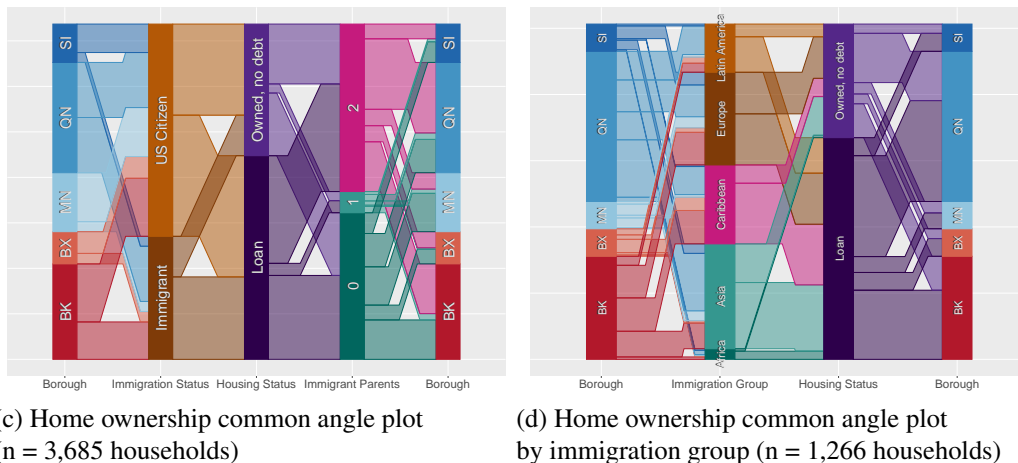 SI
QN
MN
BX
BK
US Citizen
Immigrant
Owned, no debt
Loan
2
1
0
SI
QN
MN
BX
BK
Borough
Immigration Status
Housing Status
Immigrant Parents
Borough
SI
QN
MN
BX
BK
Latin America
Europe
Caribbean
Asia
Africa
Owned, no debt
Loan
SI
QN
MN
BX
BK
Borough
Immigration Group
Housing Status
Borough
c) Home ownership common angle plot
n = 3,685 households)
(d) Home ownership common angle plot
by immigration group (n = 1,266 households)